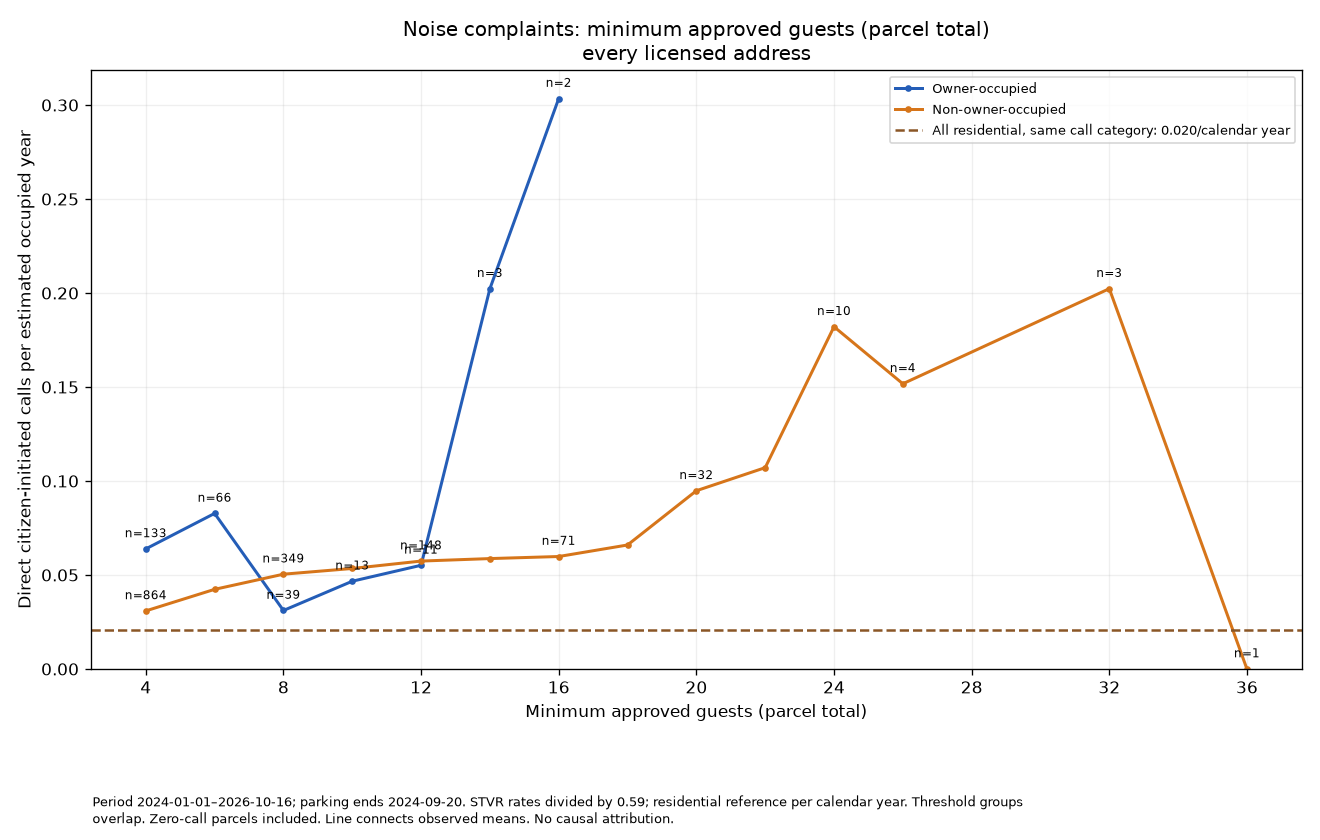 Noise complaints: minimum approved guests (parcel total)
every licensed address
Direct citizen-initiated calls per estimated occupied year
0.30
0.25
0.20
0.15
0.10
0.05
0.00
Owner-occupied
Non-owner-occupied
All residential, same call category: 0.020/calendar year
n=2
n=3
n=3
n=10
n=4
n=32
n=133
n=66
n=349
n=148
n=11
n=13
n=71
n=864
n=39
n=1
4
8
12
16
20
24
28
32
36
Minimum approved guests (parcel total)
Period 2024-01-01–2026-10-16; parking ends 2024-09-20. STVR rates divided by 0.59; residential reference per calendar year. Threshold groups
overlap. Zero-call parcels included. Line connects observed means. No causal attribution.